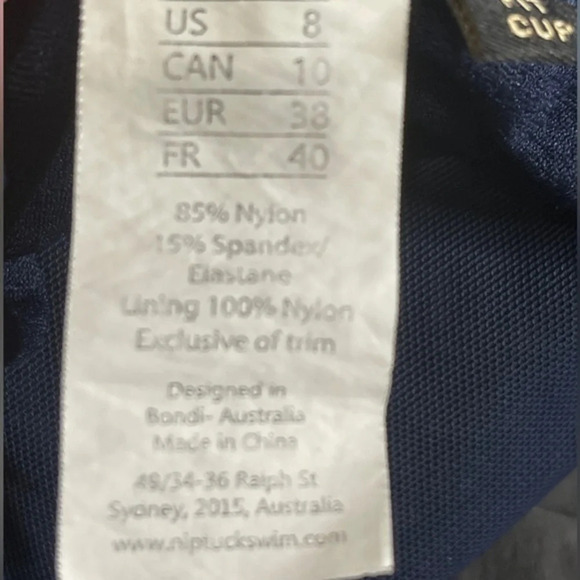 US 8
CAN 10
EUR 38
FR 40
85% Nylon
15% Spandex/
Elastane
Lining 100% Nylon
Exclusive of trim
Designed in
Bondi- Australia
Made in China
49/34-36 Ralph St
Sydney, 2015, Australia
www.niptuckswim.com
CUP